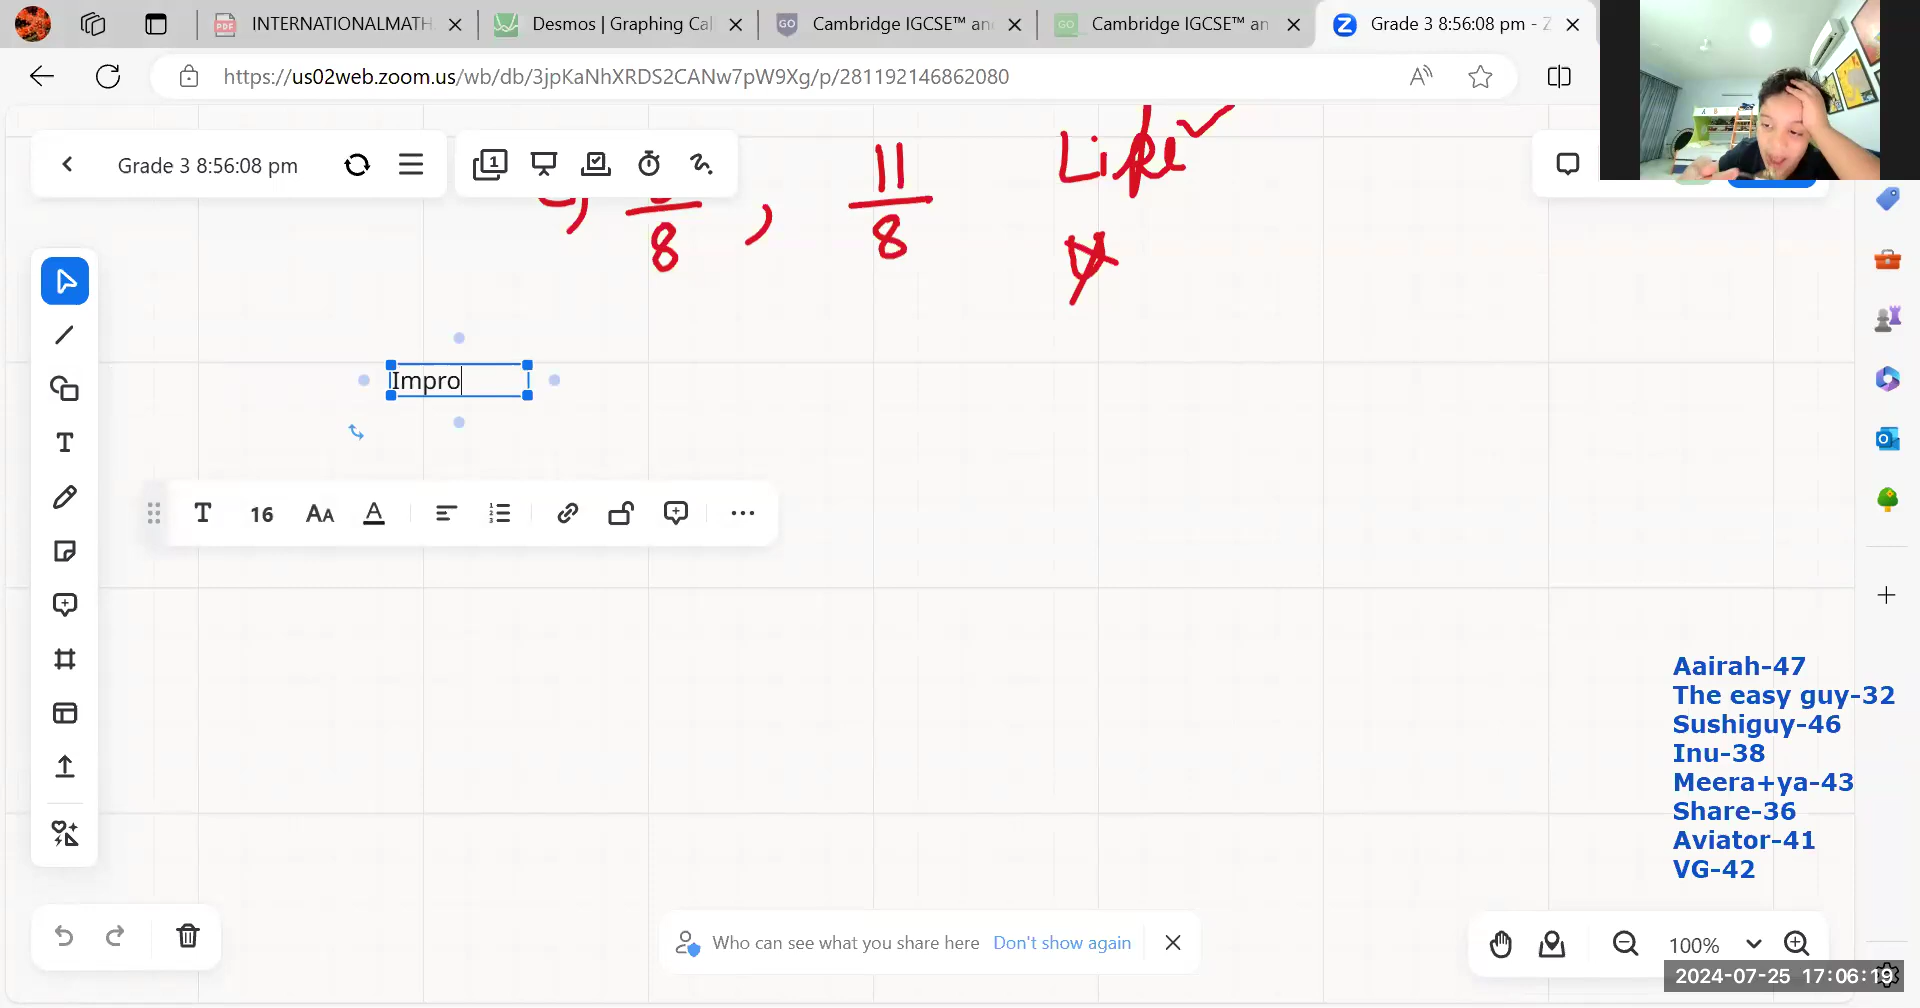 INTERNATIONALMATH
Desmos | Graphing Cal
Cambridge IGCSE™ an
Cambridge IGCSE™ an
Grade 3 8:56:08 pm - Z
https://us02web.zoom.us/wb/db/3jpKaNhXRDS2CANw7pW9Xg/p/281192146862080
Grade 3 8:56:08 pm
1
8
,
11
8
Like
Impro
T 16 AA A
Aairah-47
The easy guy-32
Sushiguy-46
Inu-38
Meera+ya-43
Share-36
Aviator-41
VG-42
Who can see what you share here Don't show again
100%
2024-07-25 17:06:19